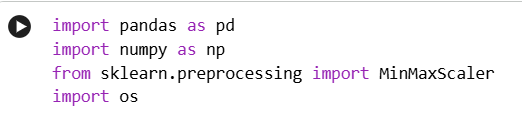 import pandas as pd
import numpy as np
from sklearn.preprocessing import MinMaxScaler
import os